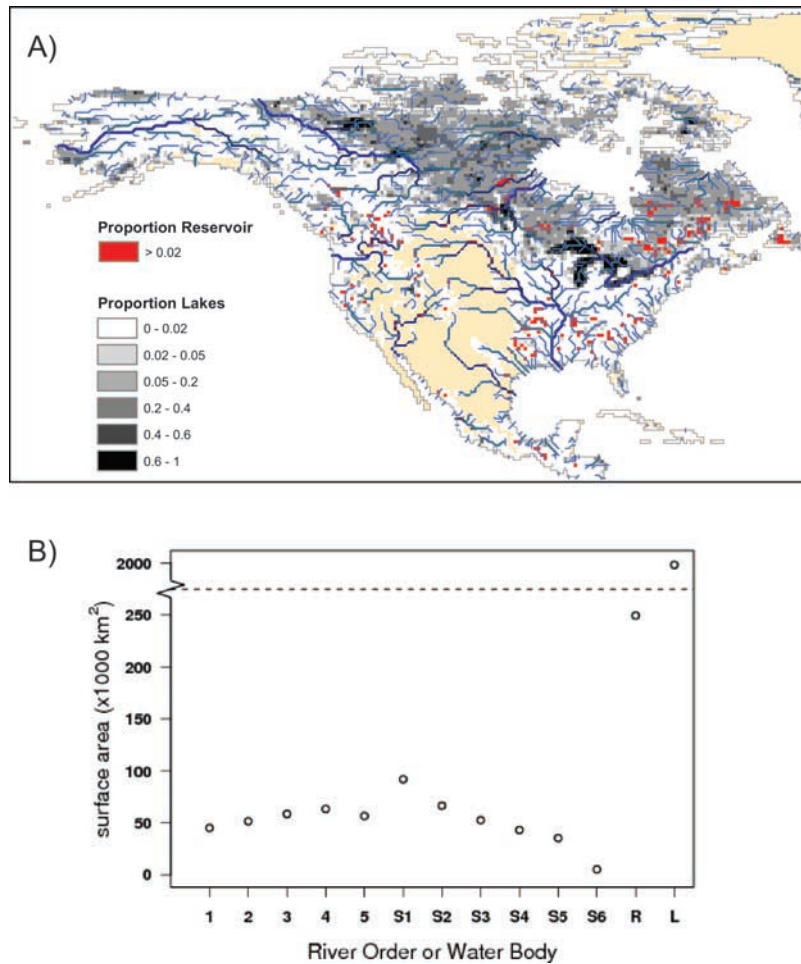 A)
Proportion Reservoir
> 0.02
Proportion Lakes
0 - 0.02
0.02 - 0.05
0.05 - 0.2
0.2 - 0.4
0.4 - 0.6
0.6 - 1
B)
surface area (x1000 km²)
2000
250
200
150
100
50
0
1 2 3 4 5 S1 S2 S3 S4 S5 S6 R L
River Order or Water Body